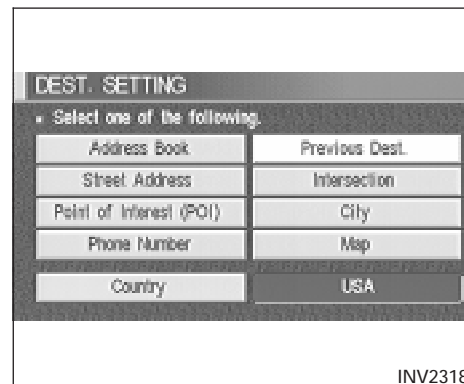 DEST. SETTING
Select one of the following.
Address Book Previous Dest.
Street Address Intersection
Point of Interest (POI) City
Phone Number Map
Country USA
INV2318